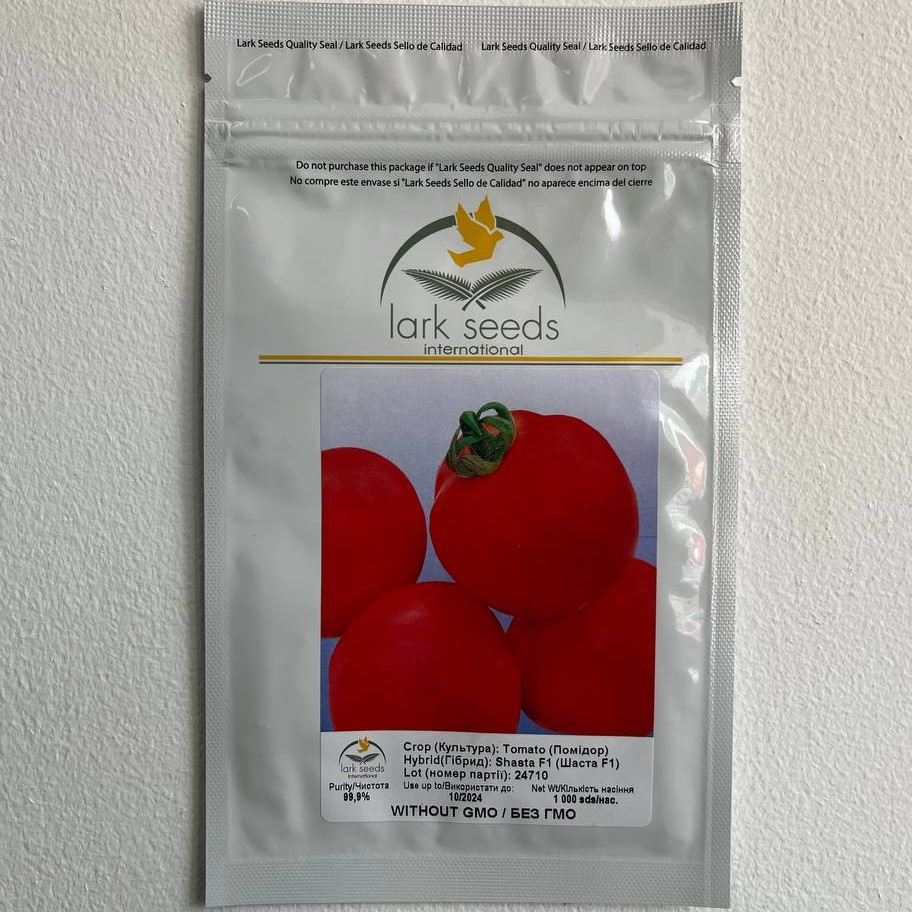 Lark Seeds Quality Seal / Lark Seeds Sello de Calidad Lark Seeds Quality Seal / Lark Seeds Sello de Calidad
Do not purchase this package if "Lark Seeds Quality Seal" does not appear on top
No compre este envase si "Lark Seeds Sello de Calidad" no aparece encima del cierre
lark seeds
international
lark seeds
international
Crop (Культура): Tomato (Помідор)
Hybrid(Гібрид): Shasta F1 (Шаста F1)
Lot (номер партії): 24710
Purity/Чистота
99,9%
Use up to/Використати до:
10/2024
Net Wt/Кількість насіння
1 000 sds/нас.
WITHOUT GMO / БЕЗ ГМО